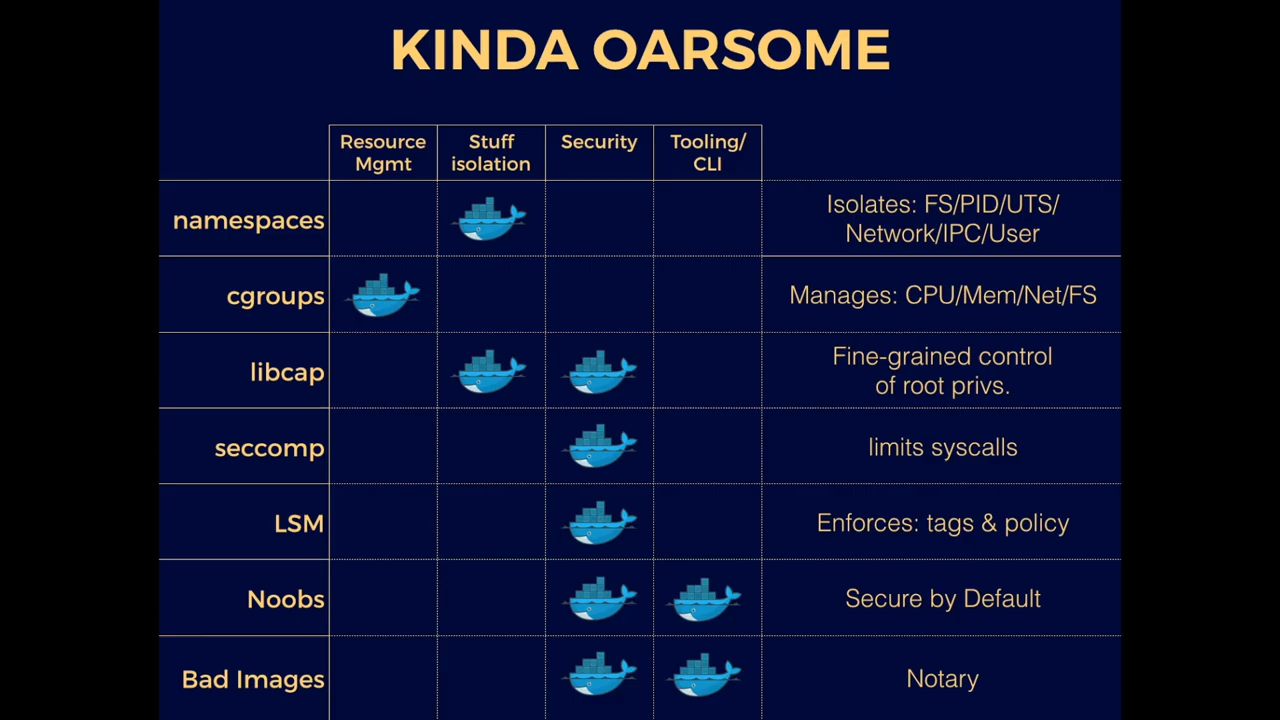 KINDA OARSOME
Resource
Mgmt
Stuff
isolation
Security
Tooling/
CLI
namespaces
Isolates: FS/PID/UTS/
Network/IPC/User
cgroups
Manages: CPU/Mem/Net/FS
libcap
Fine-grained control
of root privs.
seccomp
limits syscalls
LSM
Enforces: tags & policy
Noobs
Secure by Default
Bad Images
Notary